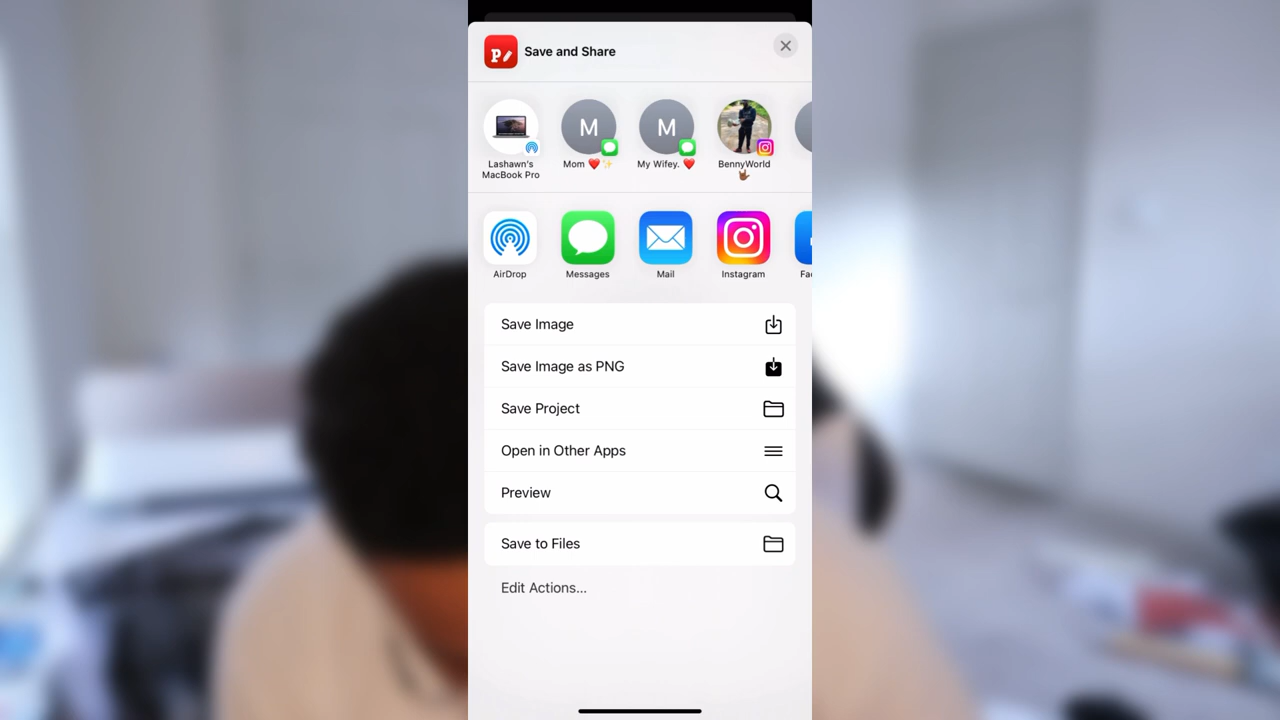 Save and Share
Lashawn's
MacBook Pro
M
Mom ❤️✨
M
My Wifey. ❤️
BennyWorld
🤟🏾
AirDrop
Messages
Mail
Instagram
Save Image
Save Image as PNG
Save Project
Open in Other Apps
Preview
Save to Files
Edit Actions...